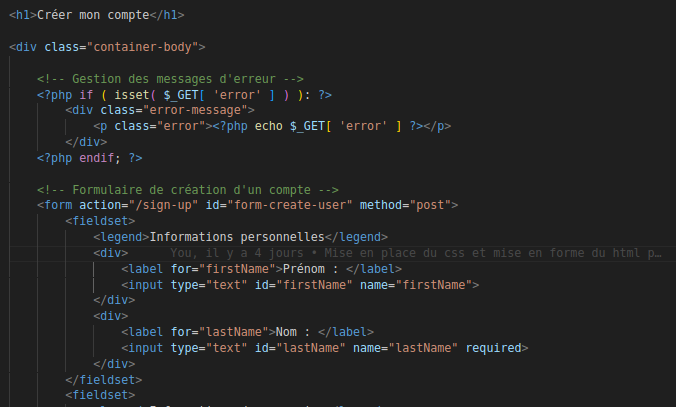 <h1>Créer mon compte</h1>
<div class="container-body">
<!-- Gestion des messages d'erreur -->
<?php if ( isset( $_GET[ 'error' ] ) ): ?>
<div class="error-message">
<p class="error"><?php echo $_GET[ 'error' ] ?></p>
</div>
<?php endif; ?>
<!-- Formulaire de création d'un compte -->
<form action="/sign-up" id="form-create-user" method="post">
<fieldset>
<legend>Informations personnelles</legend>
<div> You, il y a 4 jours • Mise en place du css et mise en forme du html p…
<label for="firstName">Prénom : </label>
<input type="text" id="firstName" name="firstName">
</div>
<div>
<label for="lastName">Nom : </label>
<input type="text" id="lastName" name="lastName" required>
</div>
</fieldset>
<fieldset>